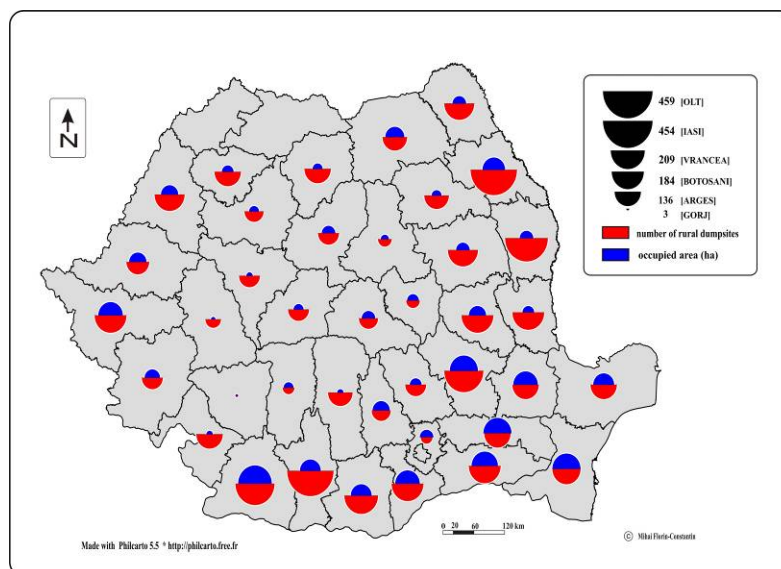 N
459 [OLT]
454 [IASI]
209 [VRANCEA]
184 [BOTOSANI]
136 [ARGES]
3 [GORJ]
number of rural dumpsites
occupied area (ha)
0 20 60 120 km
© Mihai Florin-Constantin
Made with Philcarto 5.5 * http://philcarto.free.fr